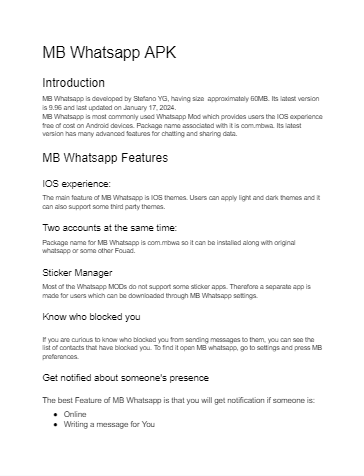 MB Whatsapp APK
Introduction
MB Whatsapp is developed by Stefano YG, having size approximately 60MB. Its latest version
is 9.96 and last updated on January 17, 2024.
MB Whatsapp is most commonly used Whatsapp Mod which provides users the IOS experience
free of cost on Android devices. Package name associated with it is com.mbwa. Its latest
version has many advanced features for chatting and sharing data.
MB Whatsapp Features
IOS experience:
The main feature of MB Whatsapp is IOS themes. Users can apply light and dark themes and it
can also support some third party themes.
Two accounts at the same time:
Package name for MB Whatsapp is com.mbwa so it can be installed along with original
whatsapp or some other Fouad.
Sticker Manager
Most of the Whatsapp MODs do not support some sticker apps. Therefore a separate app is
made for users which can be downloaded through MB Whatsapp settings.
Know who blocked you
If you are curious to know who blocked you from sending messages to them, you can see the
list of contacts that have blocked you. To find it open MB whatsapp, go to settings and press MB
preferences.
Get notified about someone's presence
The best Feature of MB Whatsapp is that you will get notification if someone is:
● Online
● Writing a message for You